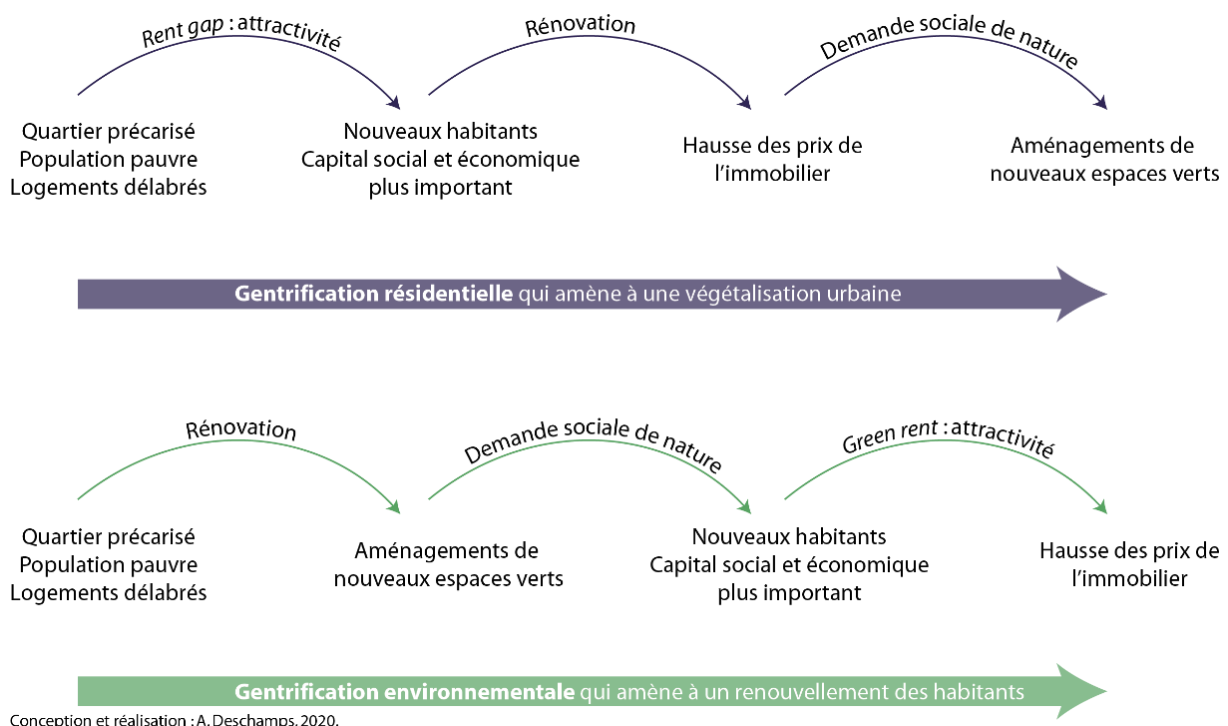 Rent gap : attractivité
Rénovation
Demande sociale de nature
Quartier précarisé
Population pauvre
Logements délabrés
Nouveaux habitants
Capital social et économique
plus important
Hausse des prix de
l'immobilier
Aménagements de
nouveaux espaces verts
Gentrification résidentielle qui amène à une végétalisation urbaine
Rénovation
Demande sociale de nature
Green rent : attractivité
Quartier précarisé
Population pauvre
Logements délabrés
Aménagements de
nouveaux espaces verts
Nouveaux habitants
Capital social et économique
plus important
Hausse des prix de
l'immobilier
Gentrification environnementale qui amène à un renouvellement des habitants
Conception et réalisation : A. Deschamps, 2020.